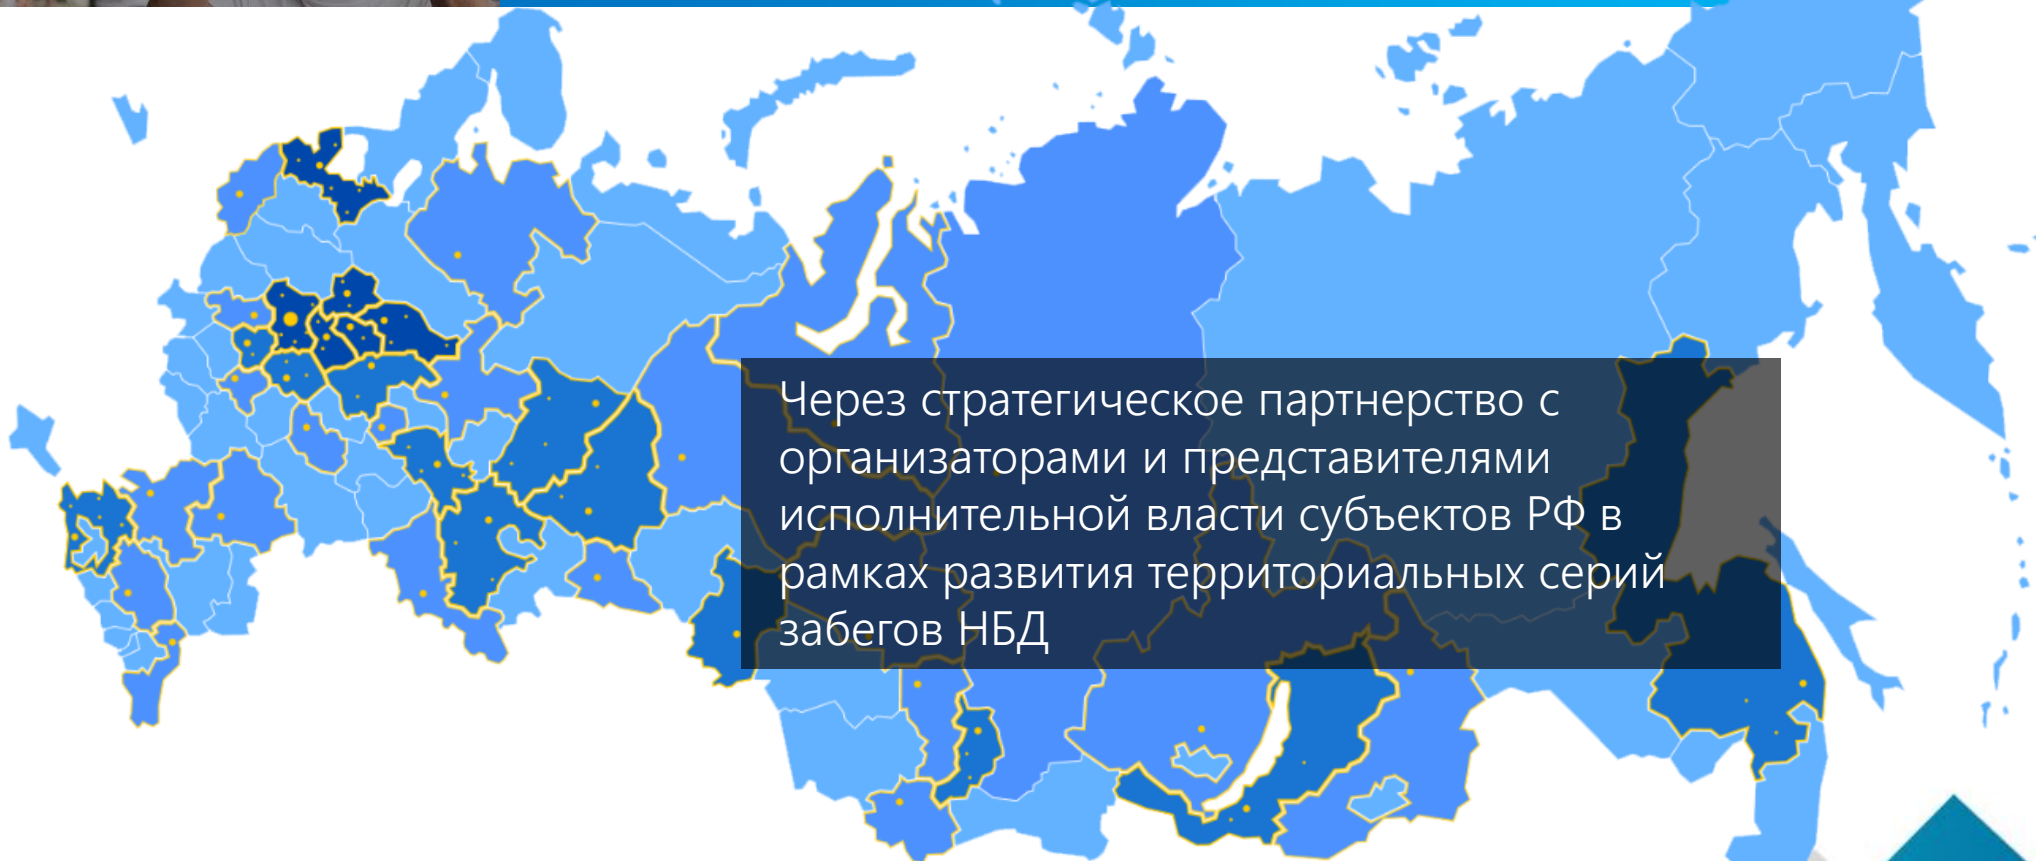 Через стратегическое партнерство с
организаторами и представителями
исполнительной власти субъектов РФ в
рамках развития территориальных серий
забегов НБД